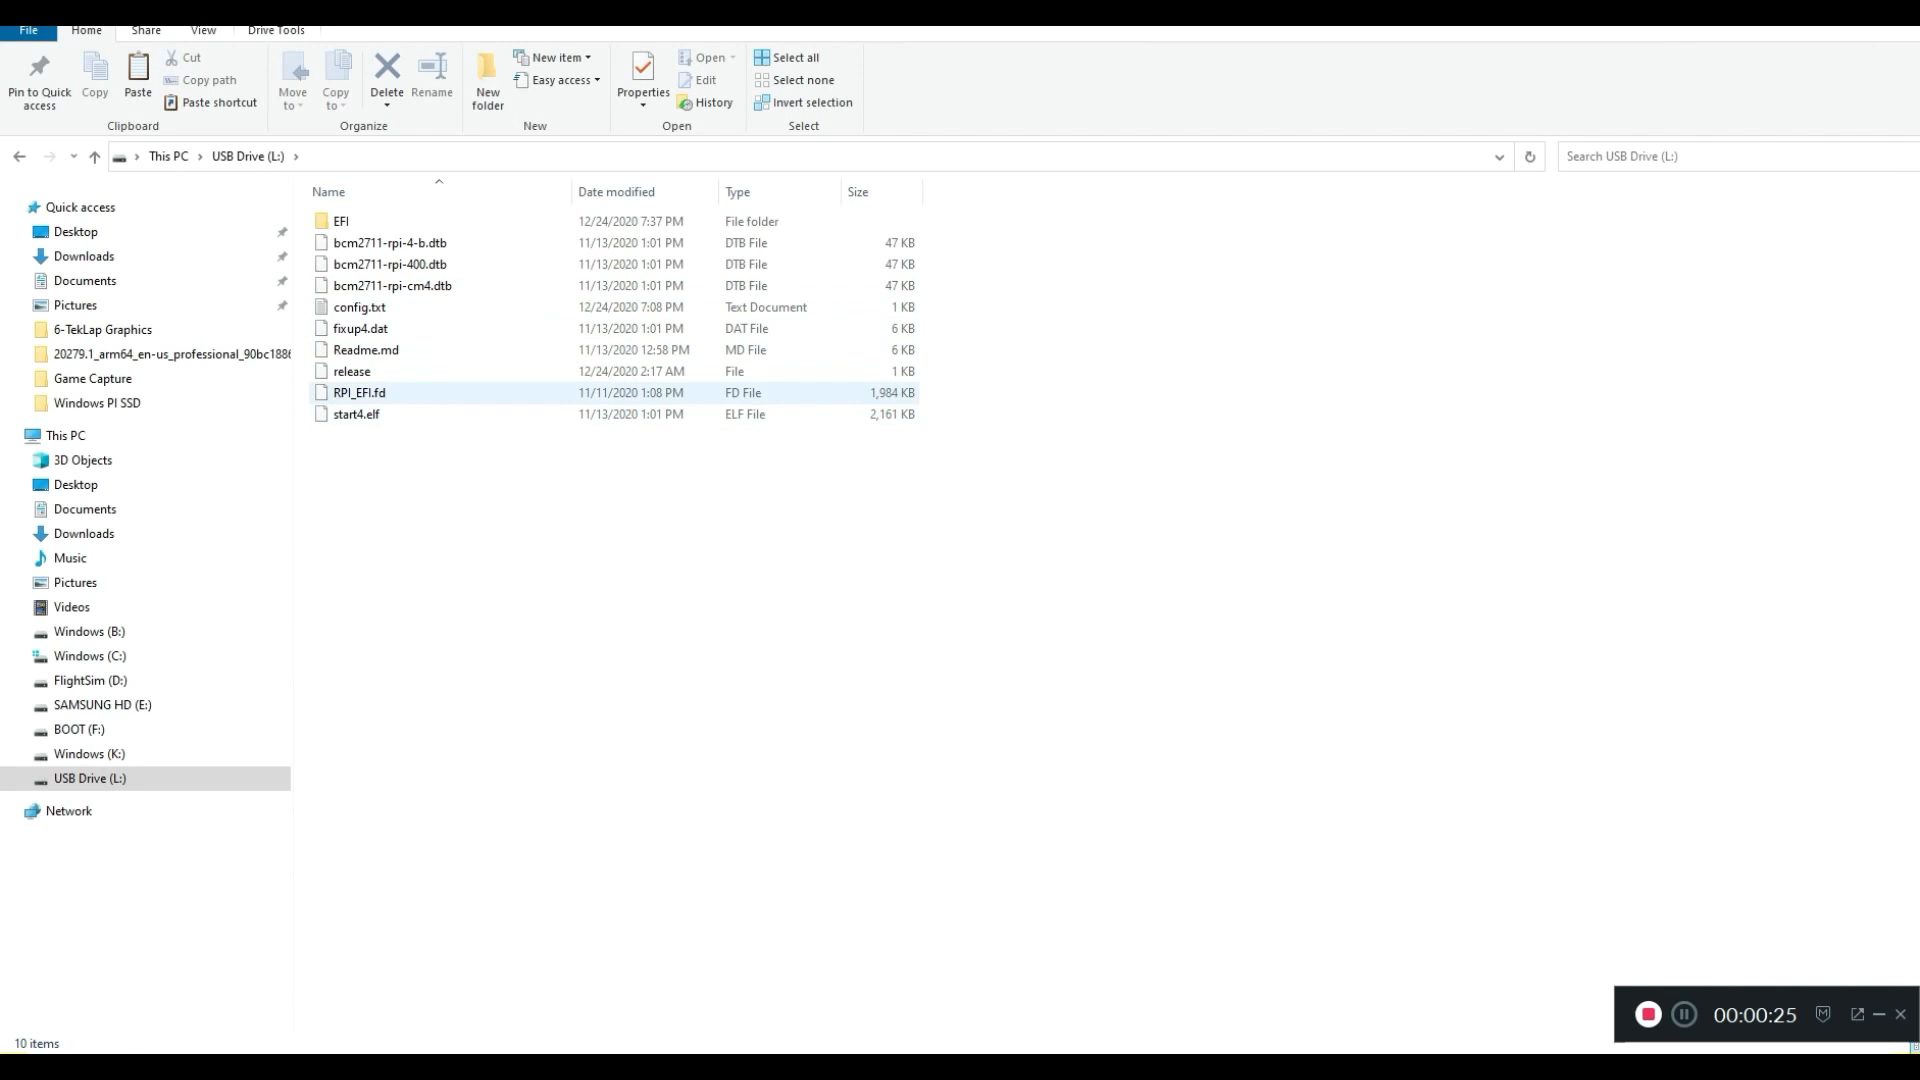 File Home Share View Drive Tools
Pin to Quick access
Copy
Paste
Cut
Copy path
Paste shortcut
Clipboard
Move to
Copy to
Delete
Rename
Organize
New folder
New item
Easy access
New
Properties
Open
Edit
History
Open
Select all
Select none
Invert selection
Select
This PC USB Drive (L:)
Search USB Drive (L:)
Quick access
Desktop
Downloads
Documents
Pictures
6-TekLap Graphics
20279.1_arm64_en-us_professional_90bc1886
Game Capture
Windows PI SSD
This PC
3D Objects
Desktop
Documents
Downloads
Music
Pictures
Videos
Windows (B:)
Windows (C:)
FlightSim (D:)
SAMSUNG HD (E:)
BOOT (F:)
Windows (K:)
USB Drive (L:)
Network
Name Date modified Type Size
EFI 12/24/2020 7:37 PM File folder
bcm2711-rpi-4-b.dtb 11/13/2020 1:01 PM DTB File 47 KB
bcm2711-rpi-400.dtb 11/13/2020 1:01 PM DTB File 47 KB
bcm2711-rpi-cm4.dtb 11/13/2020 1:01 PM DTB File 47 KB
config.txt 12/24/2020 7:08 PM Text Document 1 KB
fixup4.dat 11/13/2020 1:01 PM DAT File 6 KB
Readme.md 11/13/2020 12:58 PM MD File 6 KB
release 12/24/2020 2:17 AM File 1 KB
RPI_EFI.fd 11/11/2020 1:08 PM FD File 1,984 KB
start4.elf 11/13/2020 1:01 PM ELF File 2,161 KB
10 items
00:00:25